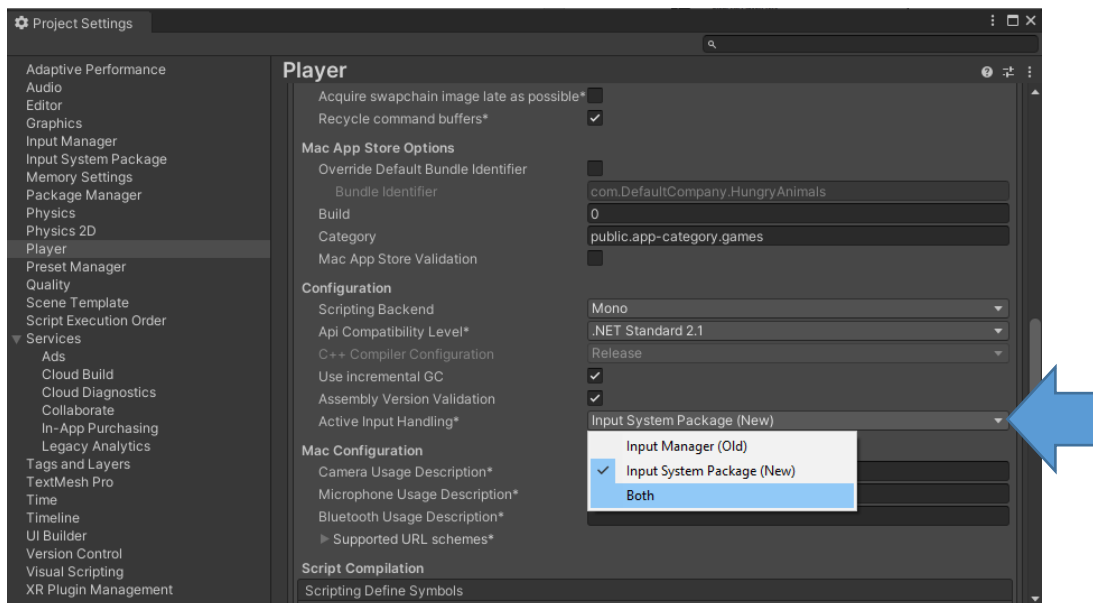 Project Settings
Adaptive Performance
Audio
Editor
Graphics
Input Manager
Input System Package
Memory Settings
Package Manager
Physics
Physics 2D
Player
Preset Manager
Quality
Scene Template
Script Execution Order
Services
Ads
Cloud Build
Cloud Diagnostics
Collaborate
In-App Purchasing
Legacy Analytics
Tags and Layers
TextMesh Pro
Time
Timeline
UI Builder
Version Control
Visual Scripting
XR Plugin Management
Player
Acquire swapchain image late as possible*
Recycle command buffers*
Mac App Store Options
Override Default Bundle Identifier
Bundle Identifier com.DefaultCompany.HungryAnimals
Build 0
Category public.app-category.games
Mac App Store Validation
Configuration
Scripting Backend Mono
Api Compatibility Level* .NET Standard 2.1
C++ Compiler Configuration Release
Use incremental GC
Assembly Version Validation
Active Input Handling* Input System Package (New)
Input Manager (Old)
Input System Package (New)
Both
Mac Configuration
Camera Usage Description*
Microphone Usage Description*
Bluetooth Usage Description*
Supported URL schemes*
Script Compilation
Scripting Define Symbols